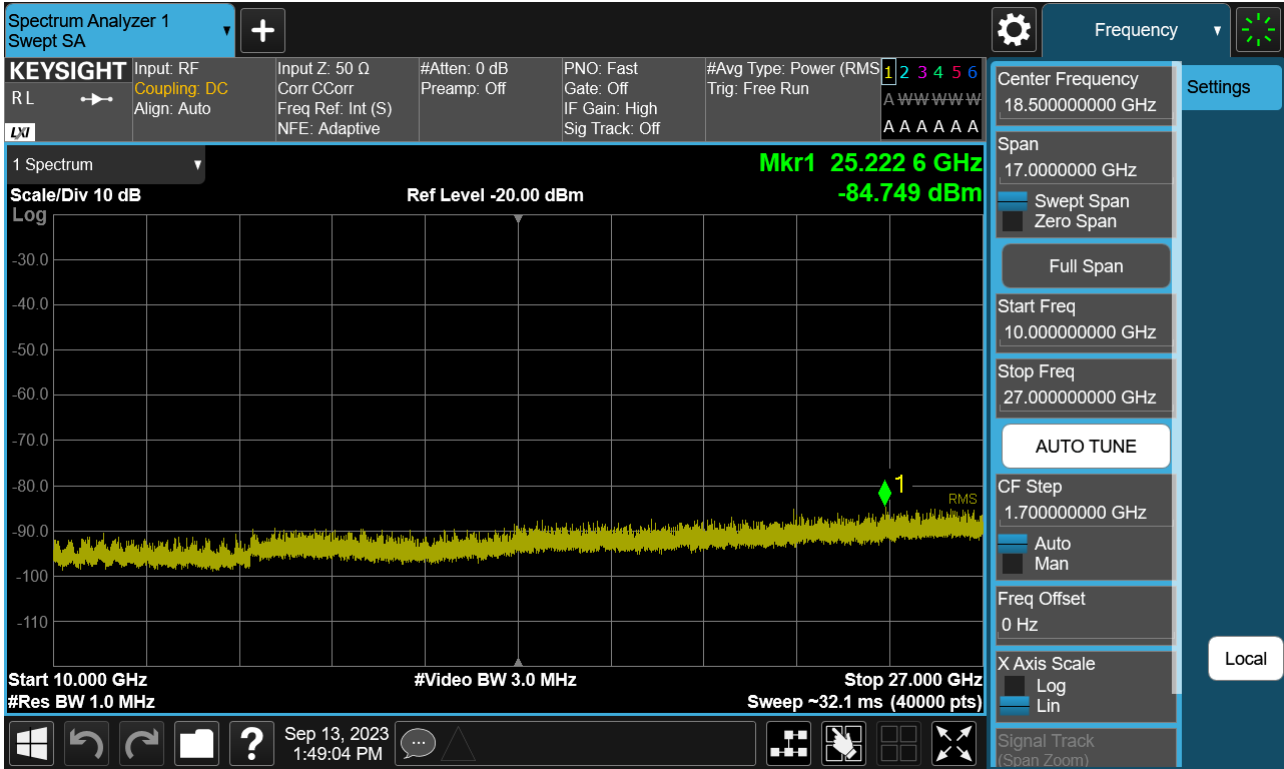 Spectrum Analyzer 1
Swept SA
Frequency
KEYSIGHT
R L
LXI
Input: RF
Coupling: DC
Align: Auto
Input Z: 50 Ω
Corr CCorr
Freq Ref: Int (S)
NFE: Adaptive
#Atten: 0 dB
Preamp: Off
PNO: Fast
Gate: Off
IF Gain: High
Sig Track: Off
#Avg Type: Power (RMS
Trig: Free Run
1 2 3 4 5 6
A W W W W W
A A A A A A
1 Spectrum
Scale/Div 10 dB
Log
Ref Level -20.00 dBm
Mkr1 25.222 6 GHz
-84.749 dBm
-30.0
-40.0
-50.0
-60.0
-70.0
-80.0
-90.0
-100
-110
1
RMS
Start 10.000 GHz
#Res BW 1.0 MHz
#Video BW 3.0 MHz
Stop 27.000 GHz
Sweep ~32.1 ms (40000 pts)
Center Frequency
18.500000000 GHz
Span
17.0000000 GHz
Swept Span
Zero Span
Full Span
Start Freq
10.000000000 GHz
Stop Freq
27.000000000 GHz
AUTO TUNE
CF Step
1.700000000 GHz
Auto
Man
Freq Offset
0 Hz
X Axis Scale
Log
Lin
Signal Track
(Span Zoom)
Settings
Local
?
Sep 13, 2023
1:49:04 PM